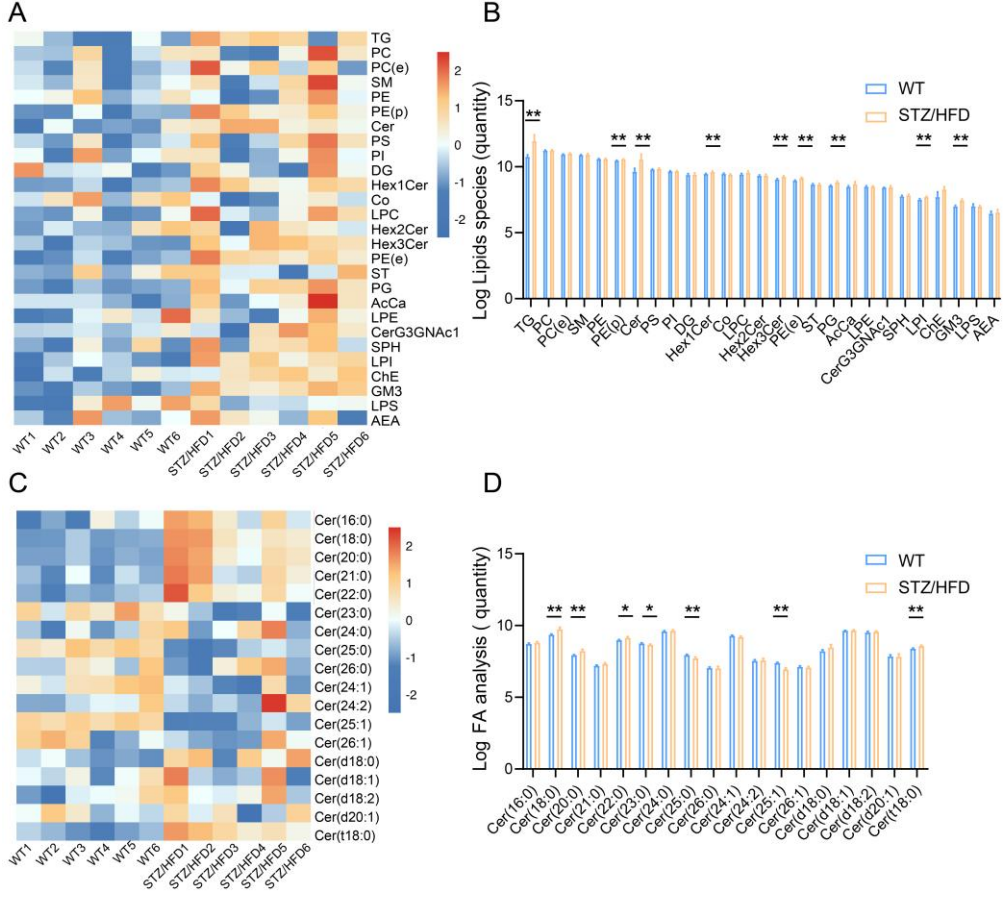 A
TG
PC
PC(e)
SM
PE
PE(p)
Cer
PS
PI
DG
Hex1Cer
Co
LPC
Hex2Cer
Hex3Cer
PE(e)
ST
PG
AcCa
LPE
CerG3GNAc1
SPH
LPI
ChE
GM3
LPS
AEA
2
1
0
-1
-2
WT1
WT2
WT3
WT4
WT5
WT6
STZ/HFD1
STZ/HFD2
STZ/HFD3
STZ/HFD4
STZ/HFD5
STZ/HFD6
B
Log Lipids species (quantity)
15
10
5
0
WT
STZ/HFD
**
**
**
**
**
**
**
**
**
TG
PC
PC(e)
SM
PE
PE(p)
Cer
PS
PI
DG
Hex1Cer
Co
LPC
Hex2Cer
Hex3Cer
PE(e)
ST
PG
AcCa
LPE
CerG3GNAc1
SPH
LPI
ChE
GM3
LPS
AEA
C
Cer(16:0)
Cer(18:0)
Cer(20:0)
Cer(21:0)
Cer(22:0)
Cer(23:0)
Cer(24:0)
Cer(25:0)
Cer(26:0)
Cer(24:1)
Cer(24:2)
Cer(25:1)
Cer(26:1)
Cer(d18:0)
Cer(d18:1)
Cer(d18:2)
Cer(d20:1)
Cer(t18:0)
2
1
0
-1
-2
WT1
WT2
WT3
WT4
WT5
WT6
STZ/HFD1
STZ/HFD2
STZ/HFD3
STZ/HFD4
STZ/HFD5
STZ/HFD6
D
Log FA analysis ( quantity)
15
10
5
0
WT
STZ/HFD
**
**
*
*
**
**
**
Cer(16:0)
Cer(18:0)
Cer(20:0)
Cer(21:0)
Cer(22:0)
Cer(23:0)
Cer(24:0)
Cer(25:0)
Cer(26:0)
Cer(24:1)
Cer(24:2)
Cer(25:1)
Cer(26:1)
Cer(d18:0)
Cer(d18:1)
Cer(d18:2)
Cer(d20:1)
Cer(t18:0)